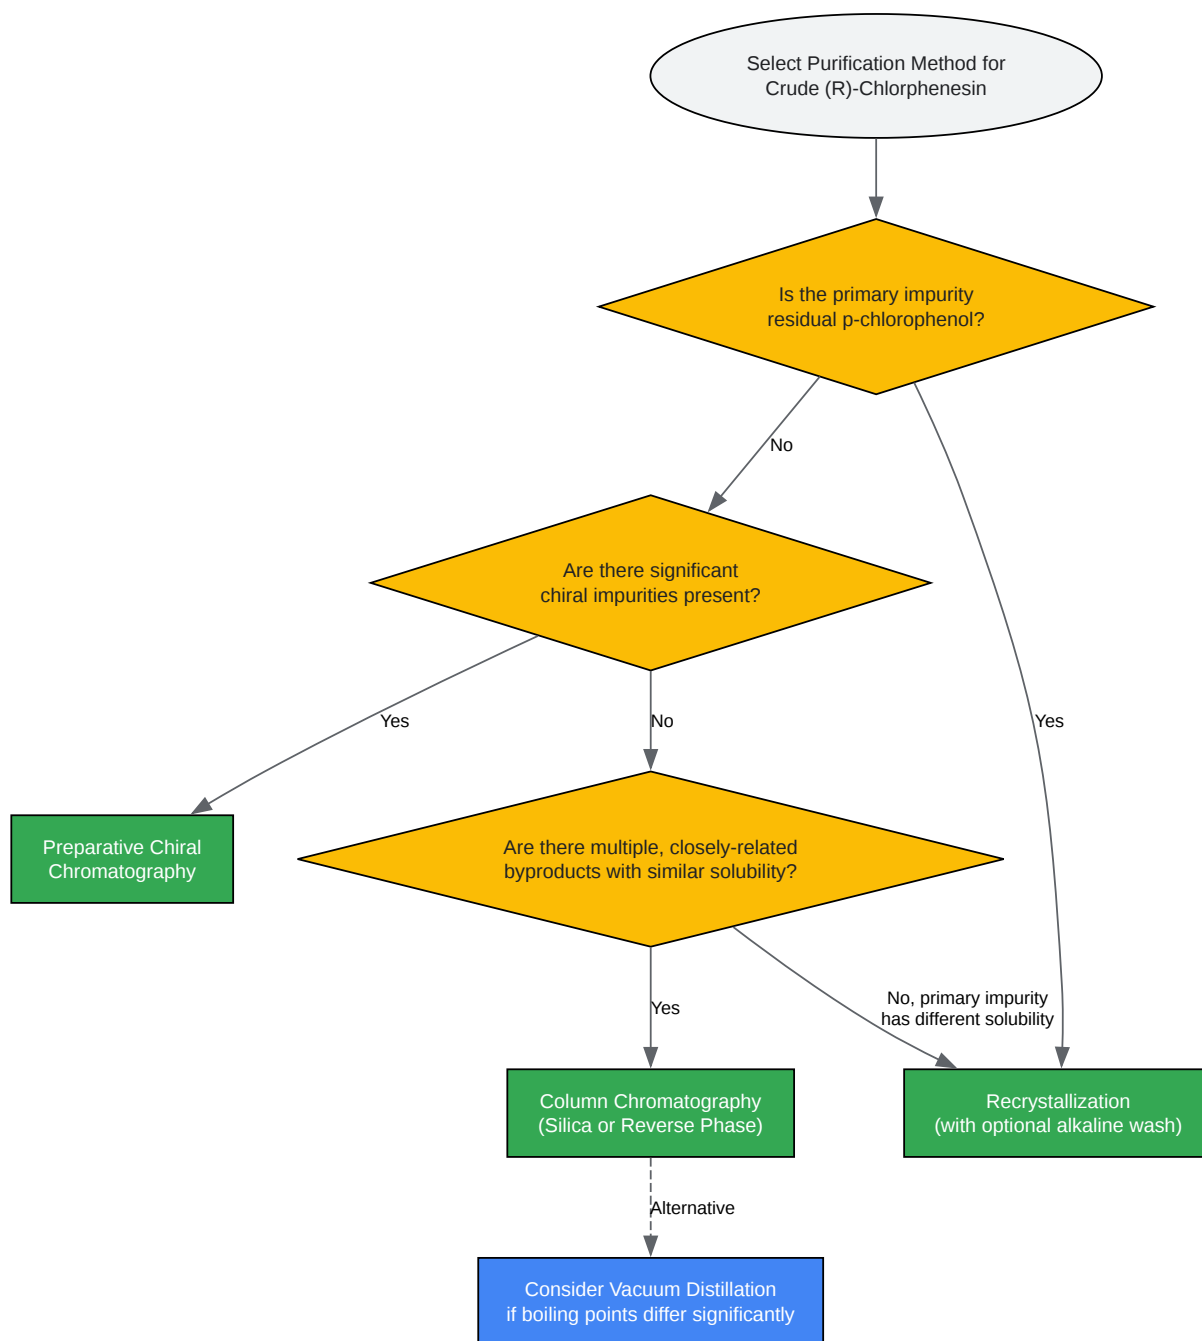 Select Purification Method for
Crude (R)-Chlorphenesin
Is the primary impurity
residual p-chlorophenol?
No
Are there significant
chiral impurities present?
Yes
No
Yes
Preparative Chiral
Chromatography
Are there multiple, closely-related
byproducts with similar solubility?
Yes
No, primary impurity
has different solubility
Column Chromatography
(Silica or Reverse Phase)
Recrystallization
(with optional alkaline wash)
Alternative
Consider Vacuum Distillation
if boiling points differ significantly